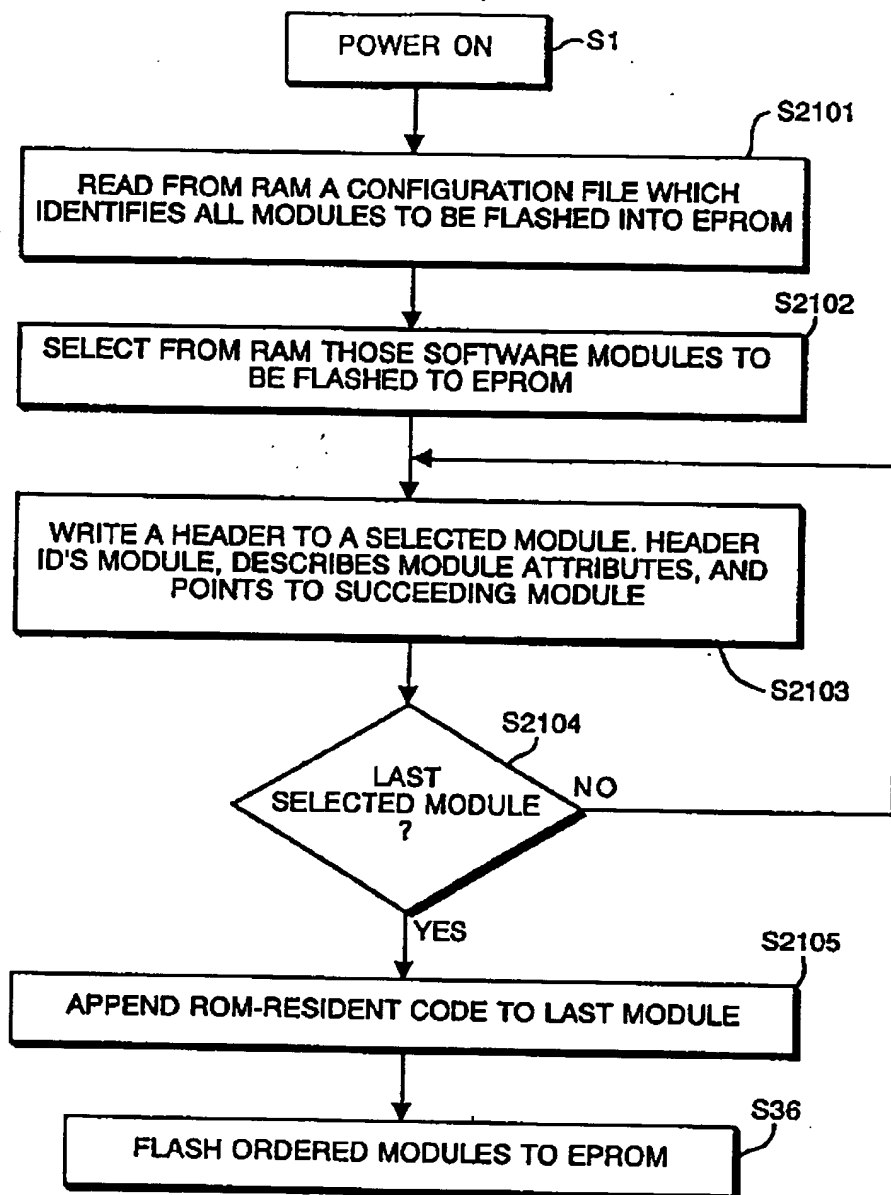 POWER ON
S1
S2101
READ FROM RAM A CONFIGURATION FILE WHICH
IDENTIFIES ALL MODULES TO BE FLASHED INTO EPROM
S2102
SELECT FROM RAM THOSE SOFTWARE MODULES TO
BE FLASHED TO EPROM
WRITE A HEADER TO A SELECTED MODULE. HEADER
ID'S MODULE, DESCRIBES MODULE ATTRIBUTES, AND
POINTS TO SUCCEEDING MODULE
S2103
S2104
LAST
SELECTED MODULE
?
NO
YES
S2105
APPEND ROM-RESIDENT CODE TO LAST MODULE
S36
FLASH ORDERED MODULES TO EPROM